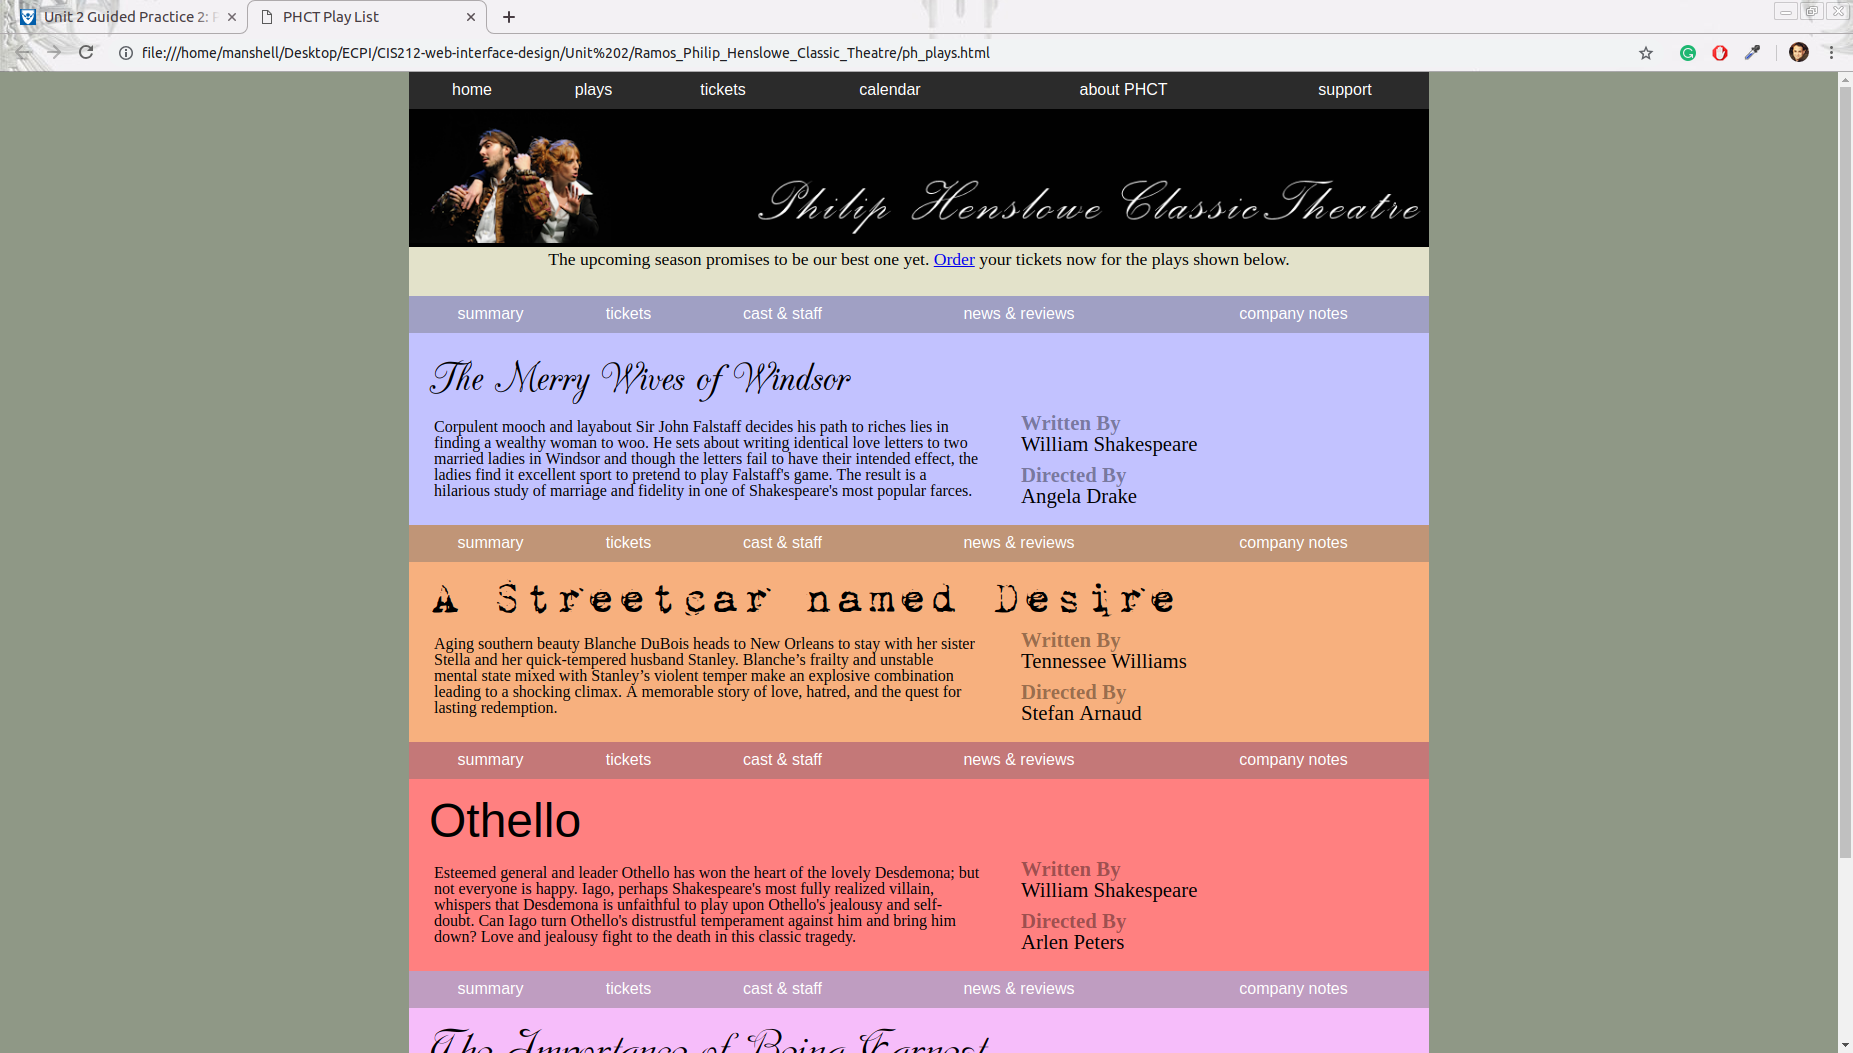 Unit 2 Guided Practice 2:
PHCT Play List
file:///home/manshell/Desktop/ECPI/CIS212-web-interface-design/Unit%202/Ramos_Philip_Henslowe_Classic_Theatre/ph_plays.html
home plays tickets calendar about PHCT support
Philip Henslowe Classic Theatre
The upcoming season promises to be our best one yet. Order your tickets now for the plays shown below.
summary tickets cast & staff news & reviews company notes
The Merry Wives of Windsor
Corpulent mooch and layabout Sir John Falstaff decides his path to riches lies in
finding a wealthy woman to woo. He sets about writing identical love letters to two
married ladies in Windsor and though the letters fail to have their intended effect, the
ladies find it excellent sport to pretend to play Falstaff's game. The result is a
hilarious study of marriage and fidelity in one of Shakespeare's most popular farces.
Written By
William Shakespeare
Directed By
Angela Drake
summary tickets cast & staff news & reviews company notes
A Streetcar named Desire
Aging southern beauty Blanche DuBois heads to New Orleans to stay with her sister
Stella and her quick-tempered husband Stanley. Blanche’s frailty and unstable
mental state mixed with Stanley’s violent temper make an explosive combination
leading to a shocking climax. A memorable story of love, hatred, and the quest for
lasting redemption.
Written By
Tennessee Williams
Directed By
Stefan Arnaud
summary tickets cast & staff news & reviews company notes
Othello
Esteemed general and leader Othello has won the heart of the lovely Desdemona; but
not everyone is happy. Iago, perhaps Shakespeare's most fully realized villain,
whispers that Desdemona is unfaithful to play upon Othello's jealousy and self-
doubt. Can Iago turn Othello's distrustful temperament against him and bring him
down? Love and jealousy fight to the death in this classic tragedy.
Written By
William Shakespeare
Directed By
Arlen Peters
summary tickets cast & staff news & reviews company notes
The Importance of Being Earnest